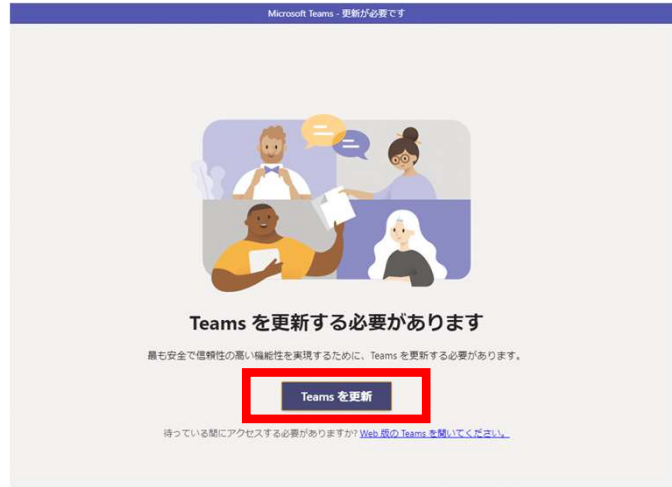 Microsoft Teams - 更新が必要です
Teams を更新する必要があります
最も安全で信頼性の高い機能性を実現するために、Teams を更新する必要があります。
Teams を更新
待っている間にアクセスする必要がありますか? Web 版の Teams を開いてください。